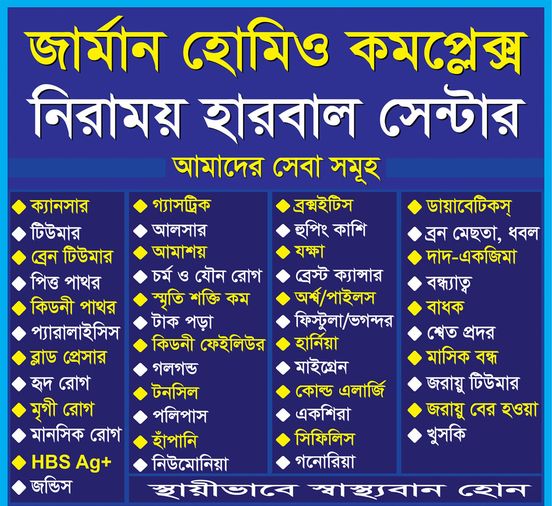 জার্মান হোমিও কমপ্লেক্স
নিরাময় হারবাল সেন্টার
আমাদের সেবা সমূহ
ক্যানসার
টিউমার
ব্রেন টিউমার
পিত্ত পাথর
কিডনী পাথর
প্যারালাইসিস
ব্লাড প্রেসার
হৃদ রোগ
মৃগী রোগ
মানসিক রোগ
HBS Ag+
জন্ডিস
গ্যাসট্রিক
আলসার
আমাশয়
চর্ম ও যৌন রোগ
স্মৃতি শক্তি কম
টাক পড়া
কিডনী ফেইলিউর
গলগন্ড
টনসিল
পলিপাস
হাঁপানি
নিউমোনিয়া
ব্রঙ্কাইটিস
হুপিং কাশি
যক্ষা
ব্রেস্ট ক্যান্সার
অর্শ্ব/পাইলস
ফিস্টুলা/ভগন্দর
হার্নিয়া
মাইগ্রেন
কোল্ড এলার্জি
একশিরা
সিফিলিস
গনোরিয়া
ডায়াবেটিকস্
ব্রন মেছতা, ধবল
দাদ-একজিমা
বন্ধ্যাত্ব
বাধক
শ্বেত প্রদর
মাসিক বন্ধ
জরায়ু টিউমার
জরায়ু বের হওয়া
খুসকি
স্থায়ীভাবে স্বাস্থ্যবান হোন